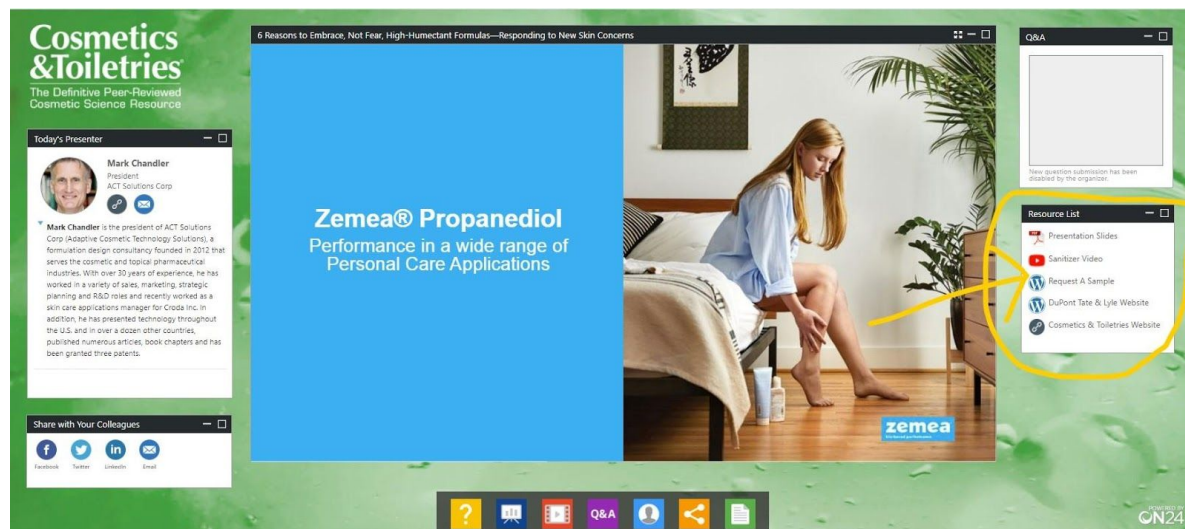 Cosmetics
&Toiletries
The Definitive Peer-Reviewed
Cosmetic Science Resource
Today's Presenter
Mark Chandler
President
ACT Solutions Corp
Mark Chandler is the president of ACT Solutions
Corp (Adaptive Cosmetic Technology Solutions), a
formulation design consultancy founded in 2012 that
serves the cosmetic and topical pharmaceutical
industries. With over 30 years of experience, he has
worked in a variety of sales, marketing, strategic
planning and R&D roles and recently worked as a
skin care applications manager for Croda Inc. In
addition, he has presented technology throughout
the U.S. and in over a dozen other countries,
published numerous articles, book chapters and has
been granted three patents.
Share with Your Colleagues
Facebook Twitter LinkedIn Email
6 Reasons to Embrace, Not Fear, High-Humectant Formulas—Responding to New Skin Concerns
Zemea® Propanediol
Performance in a wide range of
Personal Care Applications
zemea
Q&A
New question submission has been
disabled by the organizer.
Resource List
Presentation Slides
Sanitizer Video
Request A Sample
DuPont Tate & Lyle Website
Cosmetics & Toiletries Website
? Q&A
POWERED BY
ON24